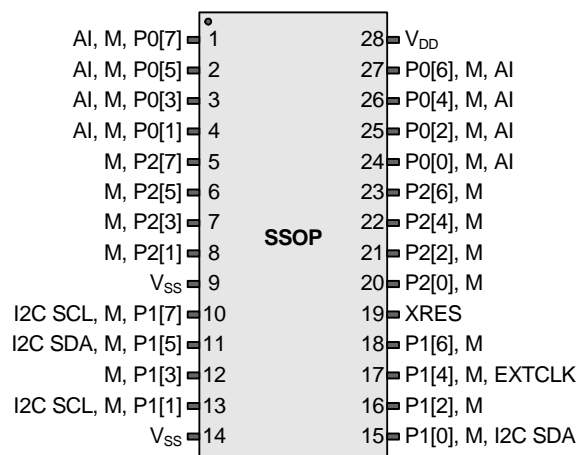 AI, M, P0[7] 1 28 VDD
AI, M, P0[5] 2 27 P0[6], M, AI
AI, M, P0[3] 3 26 P0[4], M, AI
AI, M, P0[1] 4 25 P0[2], M, AI
M, P2[7] 5 24 P0[0], M, AI
M, P2[5] 6 23 P2[6], M
M, P2[3] 7 22 P2[4], M
SSOP
M, P2[1] 8 21 P2[2], M
VSS 9 20 P2[0], M
I2C SCL, M, P1[7] 10 19 XRES
I2C SDA, M, P1[5] 11 18 P1[6], M
M, P1[3] 12 17 P1[4], M, EXTCLK
I2C SCL, M, P1[1] 13 16 P1[2], M
VSS 14 15 P1[0], M, I2C SDA